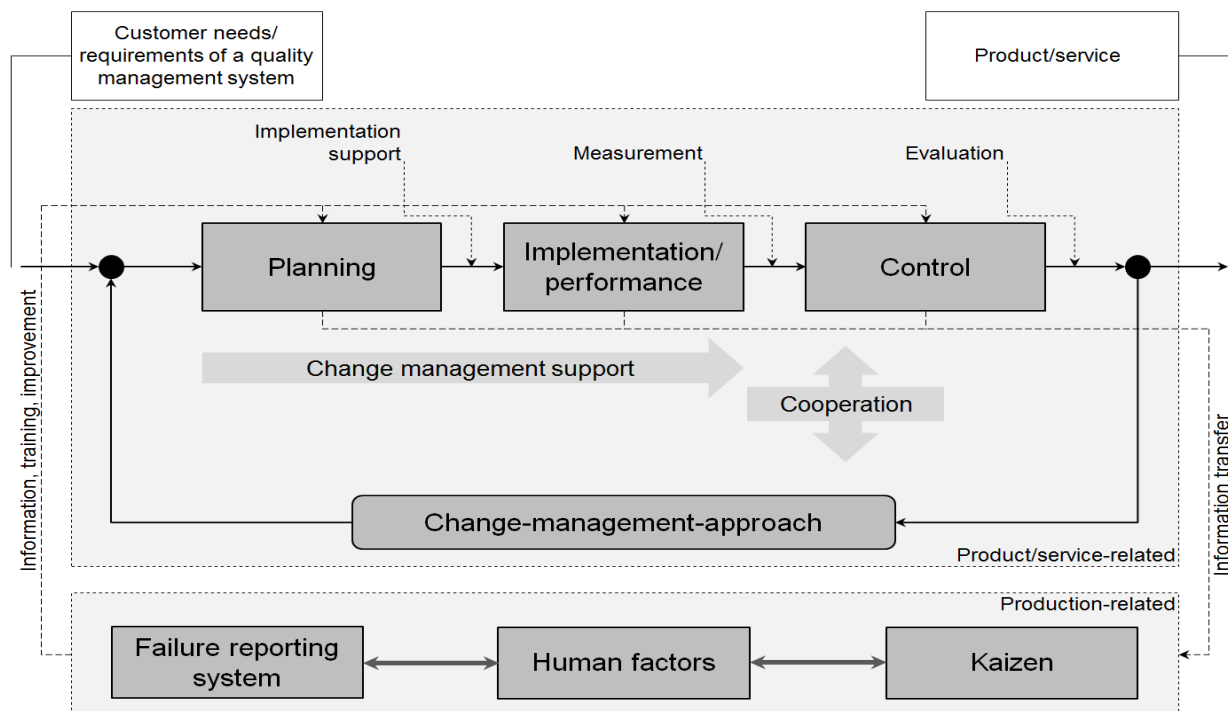 Customer needs/
requirements of a quality
management system
Product/service
Implementation
support
Measurement
Evaluation
Planning
Implementation/
performance
Control
Change management support
Cooperation
Change-management-approach
Product/service-related
Information, training, improvement
Information transfer
Production-related
Failure reporting
system
Human factors
Kaizen